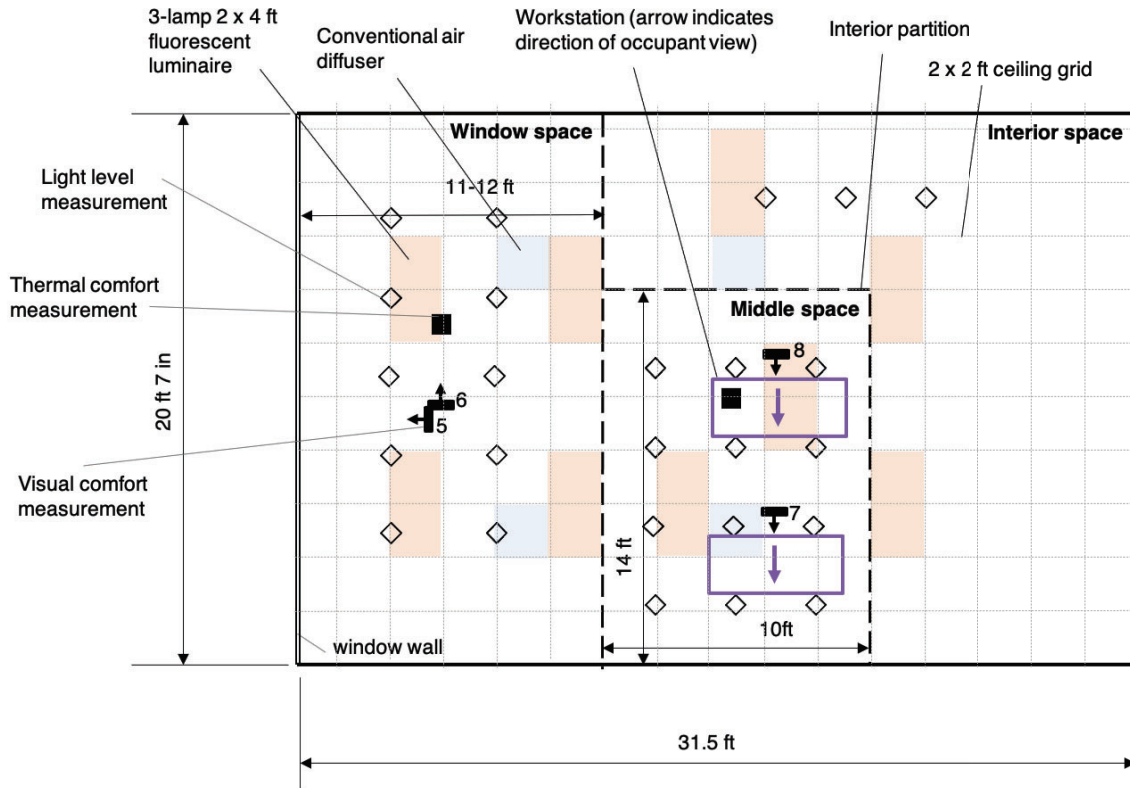 3-lamp 2 x 4 ft
fluorescent
luminaire
Conventional air
diffuser
Workstation (arrow indicates
direction of occupant view)
Interior partition
2 x 2 ft ceiling grid
Window space
Interior space
Light level
measurement
11-12 ft
Thermal comfort
measurement
Middle space
20 ft 7 in
8
6
5
Visual comfort
measurement
7
14 ft
10ft
window wall
31.5 ft